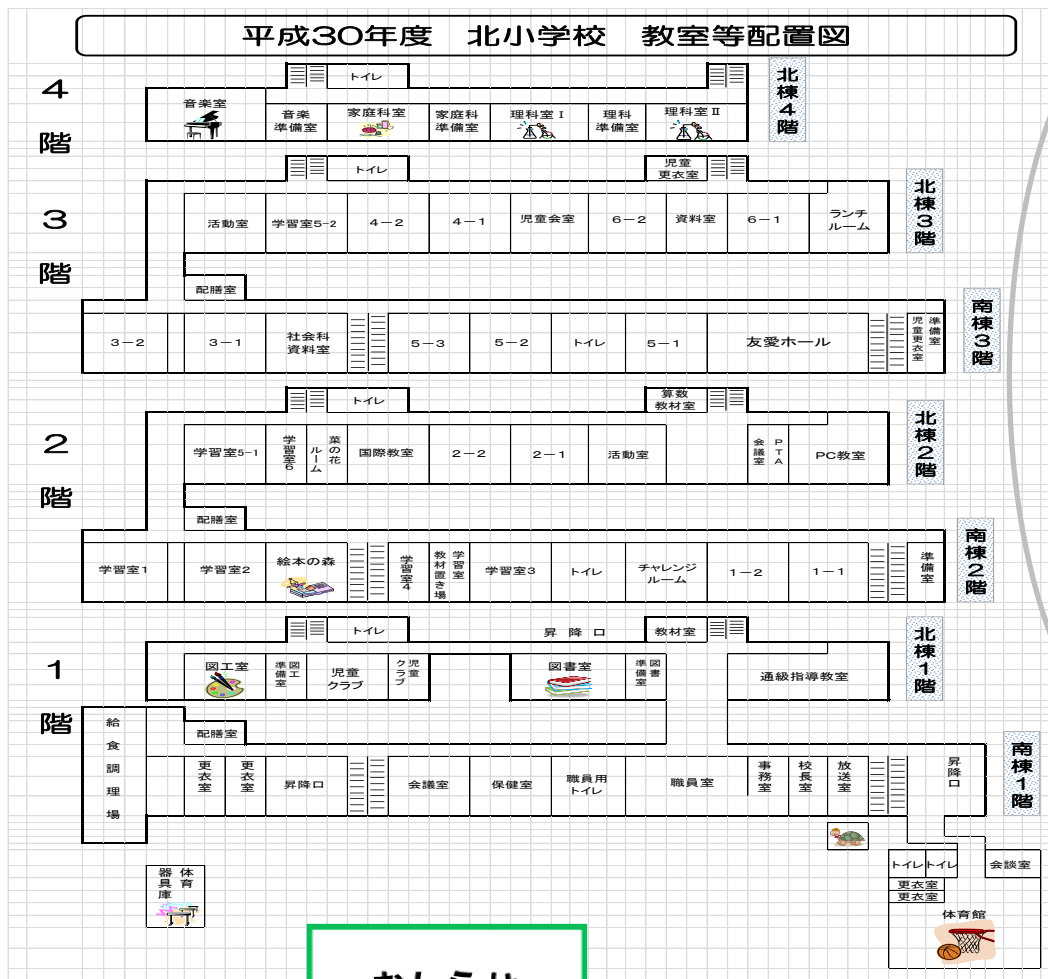 平成30年度　北小学校　教室等配置図
4階
北棟4階
トイレ
音楽室
音楽準備室
家庭科室
家庭科準備室
理科室Ⅰ
理科準備室
理科室Ⅱ
3階
北棟3階
トイレ
児童更衣室
活動室
学習室5-2
4－2
4－1
児童会室
6－2
資料室
6－1
ランチルーム
配膳室
南棟3階
3－2
3－1
社会科資料室
5－3
5－2
トイレ
5－1
友愛ホール
児童更衣室
準備室
2階
北棟2階
トイレ
算数教材室
学習室5-1
学習室6
菜の花ルーム
国際教室
2－2
2－1
活動室
PTA会議室
PC教室
配膳室
南棟2階
学習室1
学習室2
絵本の森
学習室4
学習室教材置き場
学習室3
トイレ
チャレンジルーム
1－2
1－1
準備室
1階
北棟1階
トイレ
昇降口
教材室
図工室
図工準備室
児童クラブ
児童クラブ
図書室
図書準備室
通級指導教室
給食調理場
配膳室
南棟1階
更衣室
更衣室
昇降口
会議室
保健室
職員用トイレ
職員室
事務室
校長室
放送室
昇降口
トイレ
トイレ
会談室
更衣室
更衣室
体育館
体育器具庫